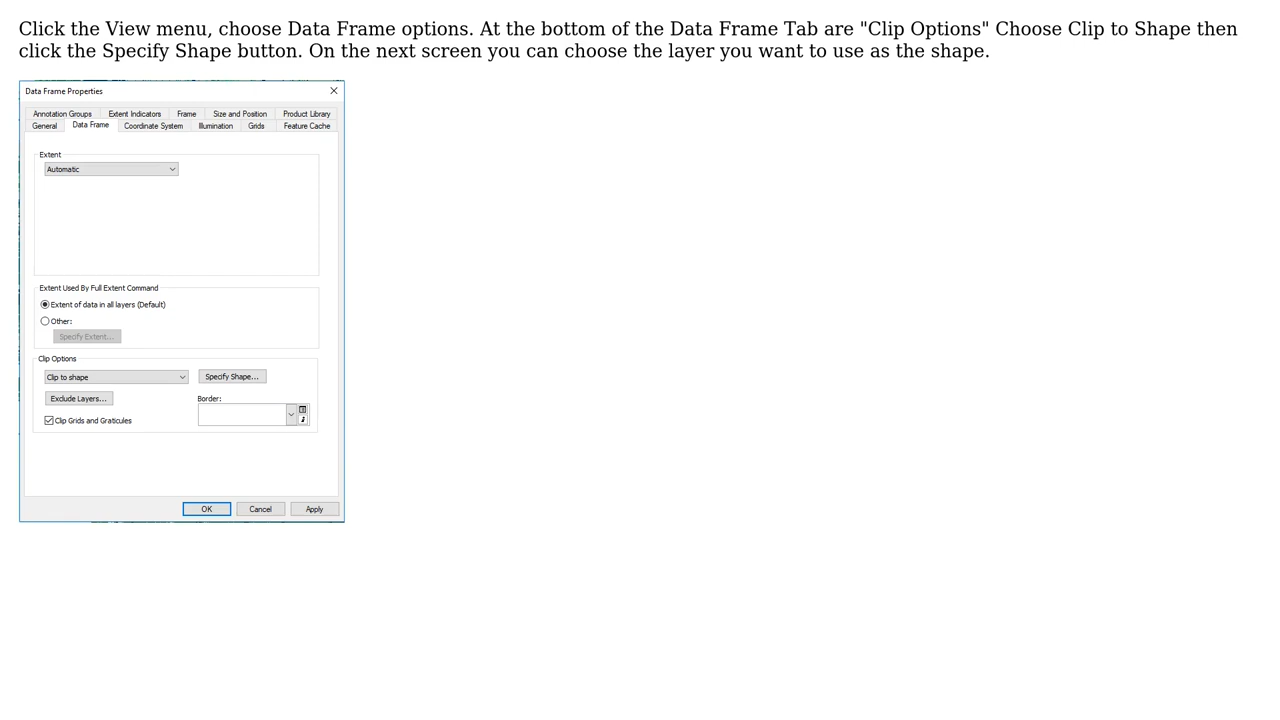 Click the View menu, choose Data Frame options. At the bottom of the Data Frame Tab are "Clip Options" Choose Clip to Shape then
click the Specify Shape button. On the next screen you can choose the layer you want to use as the shape.
Data Frame Properties
Annotation Groups Extent Indicators Frame Size and Position Product Library
General Data Frame Coordinate System Illumination Grids Feature Cache
Extent
Automatic
Extent Used By Full Extent Command
Extent of data in all layers (Default)
Other:
Specify Extent...
Clip Options
Clip to shape Specify Shape...
Exclude Layers... Border:
Clip Grids and Graticules
OK Cancel Apply